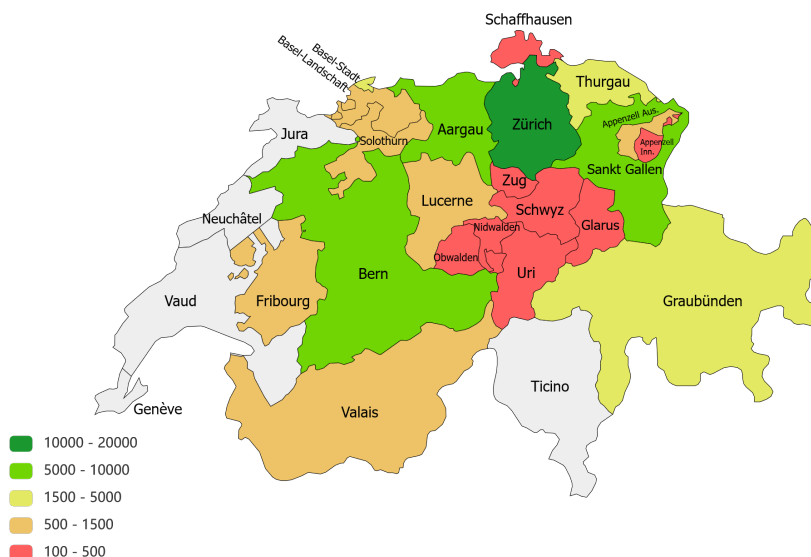 Schaffhausen
Basel-Stadt
Basel-Landschaft
Thurgau
Jura
Aargau
Zürich
Appenzell Aus.
Solothurn
Appenzell
Inn.
Sankt Gallen
Zug
Lucerne
Schwyz
Neuchâtel
Nidwalden
Glarus
Obwalden
Bern
Uri
Vaud
Fribourg
Graubünden
Ticino
Genève
Valais
10000 - 20000
5000 - 10000
1500 - 5000
500 - 1500
100 - 500